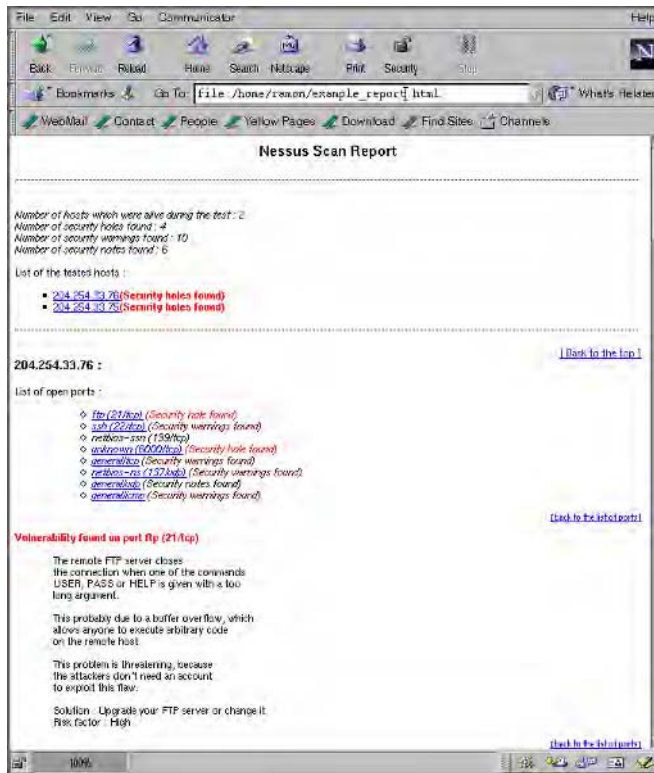 File Edit View Go Communicator Help
Back Forward Reload Home Search Netscape Print Security Stop
Bookmarks Go To: file:/home/ramon/example_report.html What's Related
WebMail Contact People Yellow Pages Download Find Sites Channels
Nessus Scan Report
Number of hosts which were alive during the test : 2
Number of security holes found : 4
Number of security warnings found : 10
Number of security notes found : 6
List of the tested hosts :
204.254.33.76(Security holes found)
204.254.33.75(Security holes found)
[ Back to the top ]
204.254.33.76 :
List of open ports :
ftp (21/tcp) (Security hole found)
ssh (22/tcp) (Security warnings found)
netbios-ssn (139/tcp)
unknown (6000/tcp) (Security hole found)
general/tcp (Security warnings found)
netbios-ns (137/udp) (Security warnings found)
general/udp (Security notes found)
general/icmp (Security warnings found)
[back to the list of ports]
Vulnerability found on port ftp (21/tcp)
The remote FTP server closes
the connection when one of the commands
USER, PASS or HELP is given with a too
long argument.
This probably due to a buffer overflow, which
allows anyone to execute arbitrary code
on the remote host.
This problem is threatening, because
the attackers don't need an account
to exploit this flaw.
Solution : Upgrade your FTP server or change it
Risk factor : High
[back to the list of ports]
100%